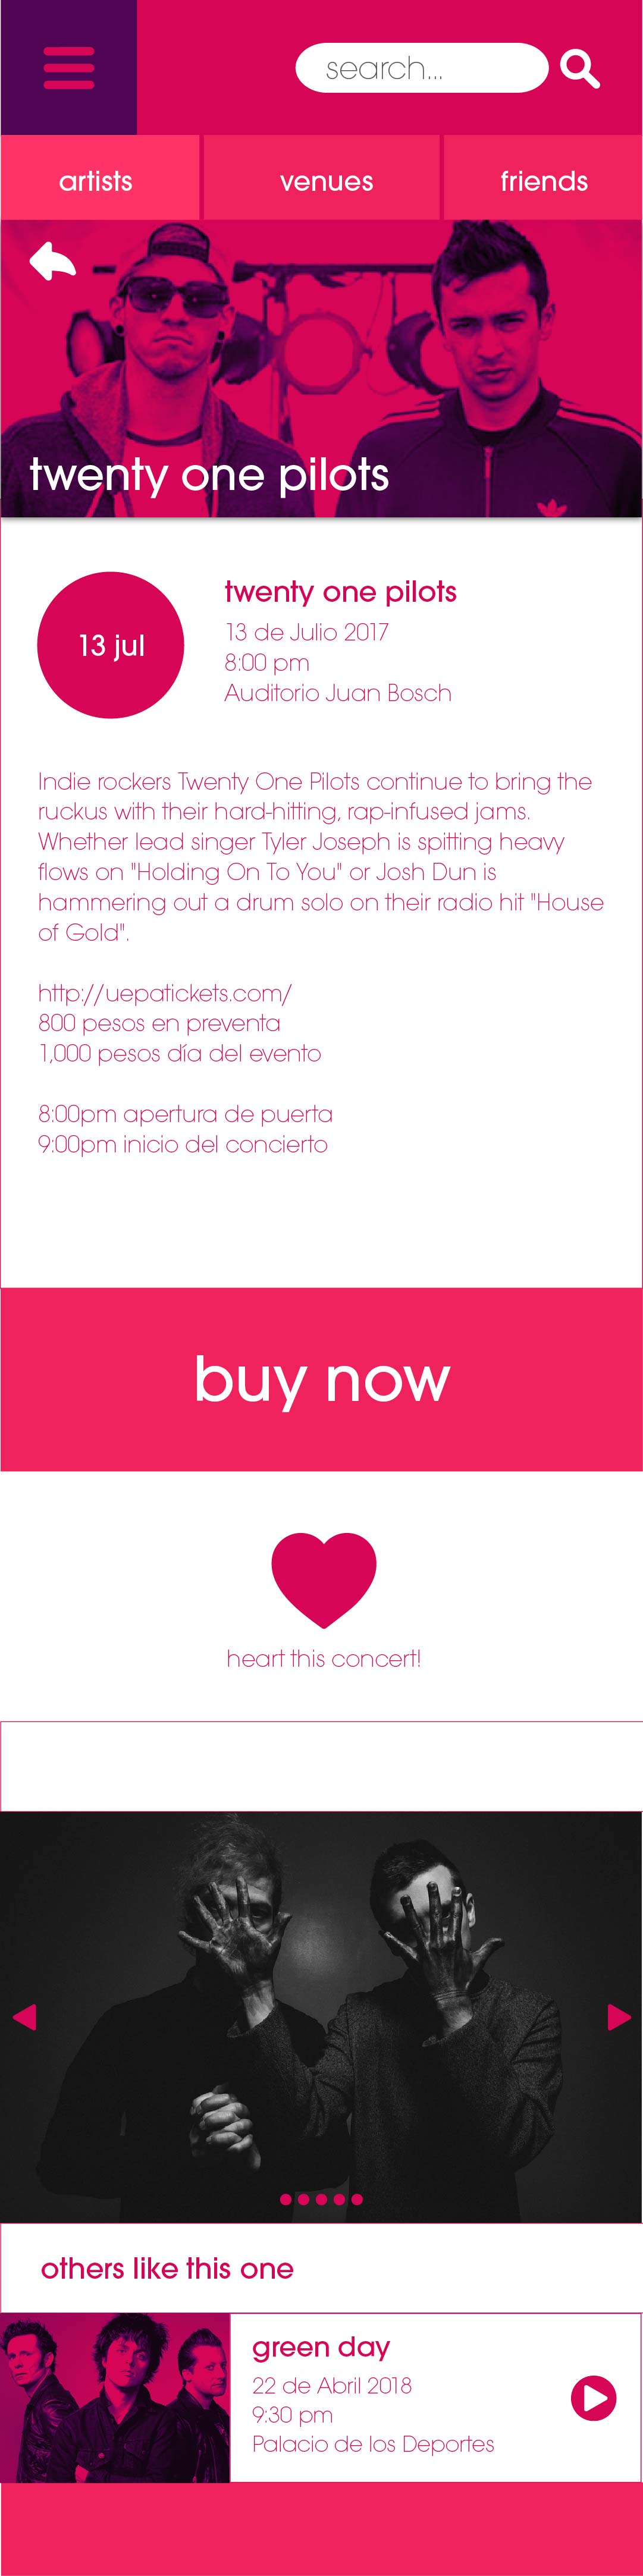 search...
artists
venues
friends
twenty one pilots
13 jul
twenty one pilots
13 de Julio 2017
8:00 pm
Auditorio Juan Bosch
Indie rockers Twenty One Pilots continue to bring the
ruckus with their hard-hitting, rap-infused jams.
Whether lead singer Tyler Joseph is spitting heavy
flows on "Holding On To You" or Josh Dun is
hammering out a drum solo on their radio hit "House
of Gold".
http://uepatickets.com/
800 pesos en preventa
1,000 pesos día del evento
8:00pm apertura de puerta
9:00pm inicio del concierto
buy now
heart this concert!
others like this one
green day
22 de Abril 2018
9:30 pm
Palacio de los Deportes